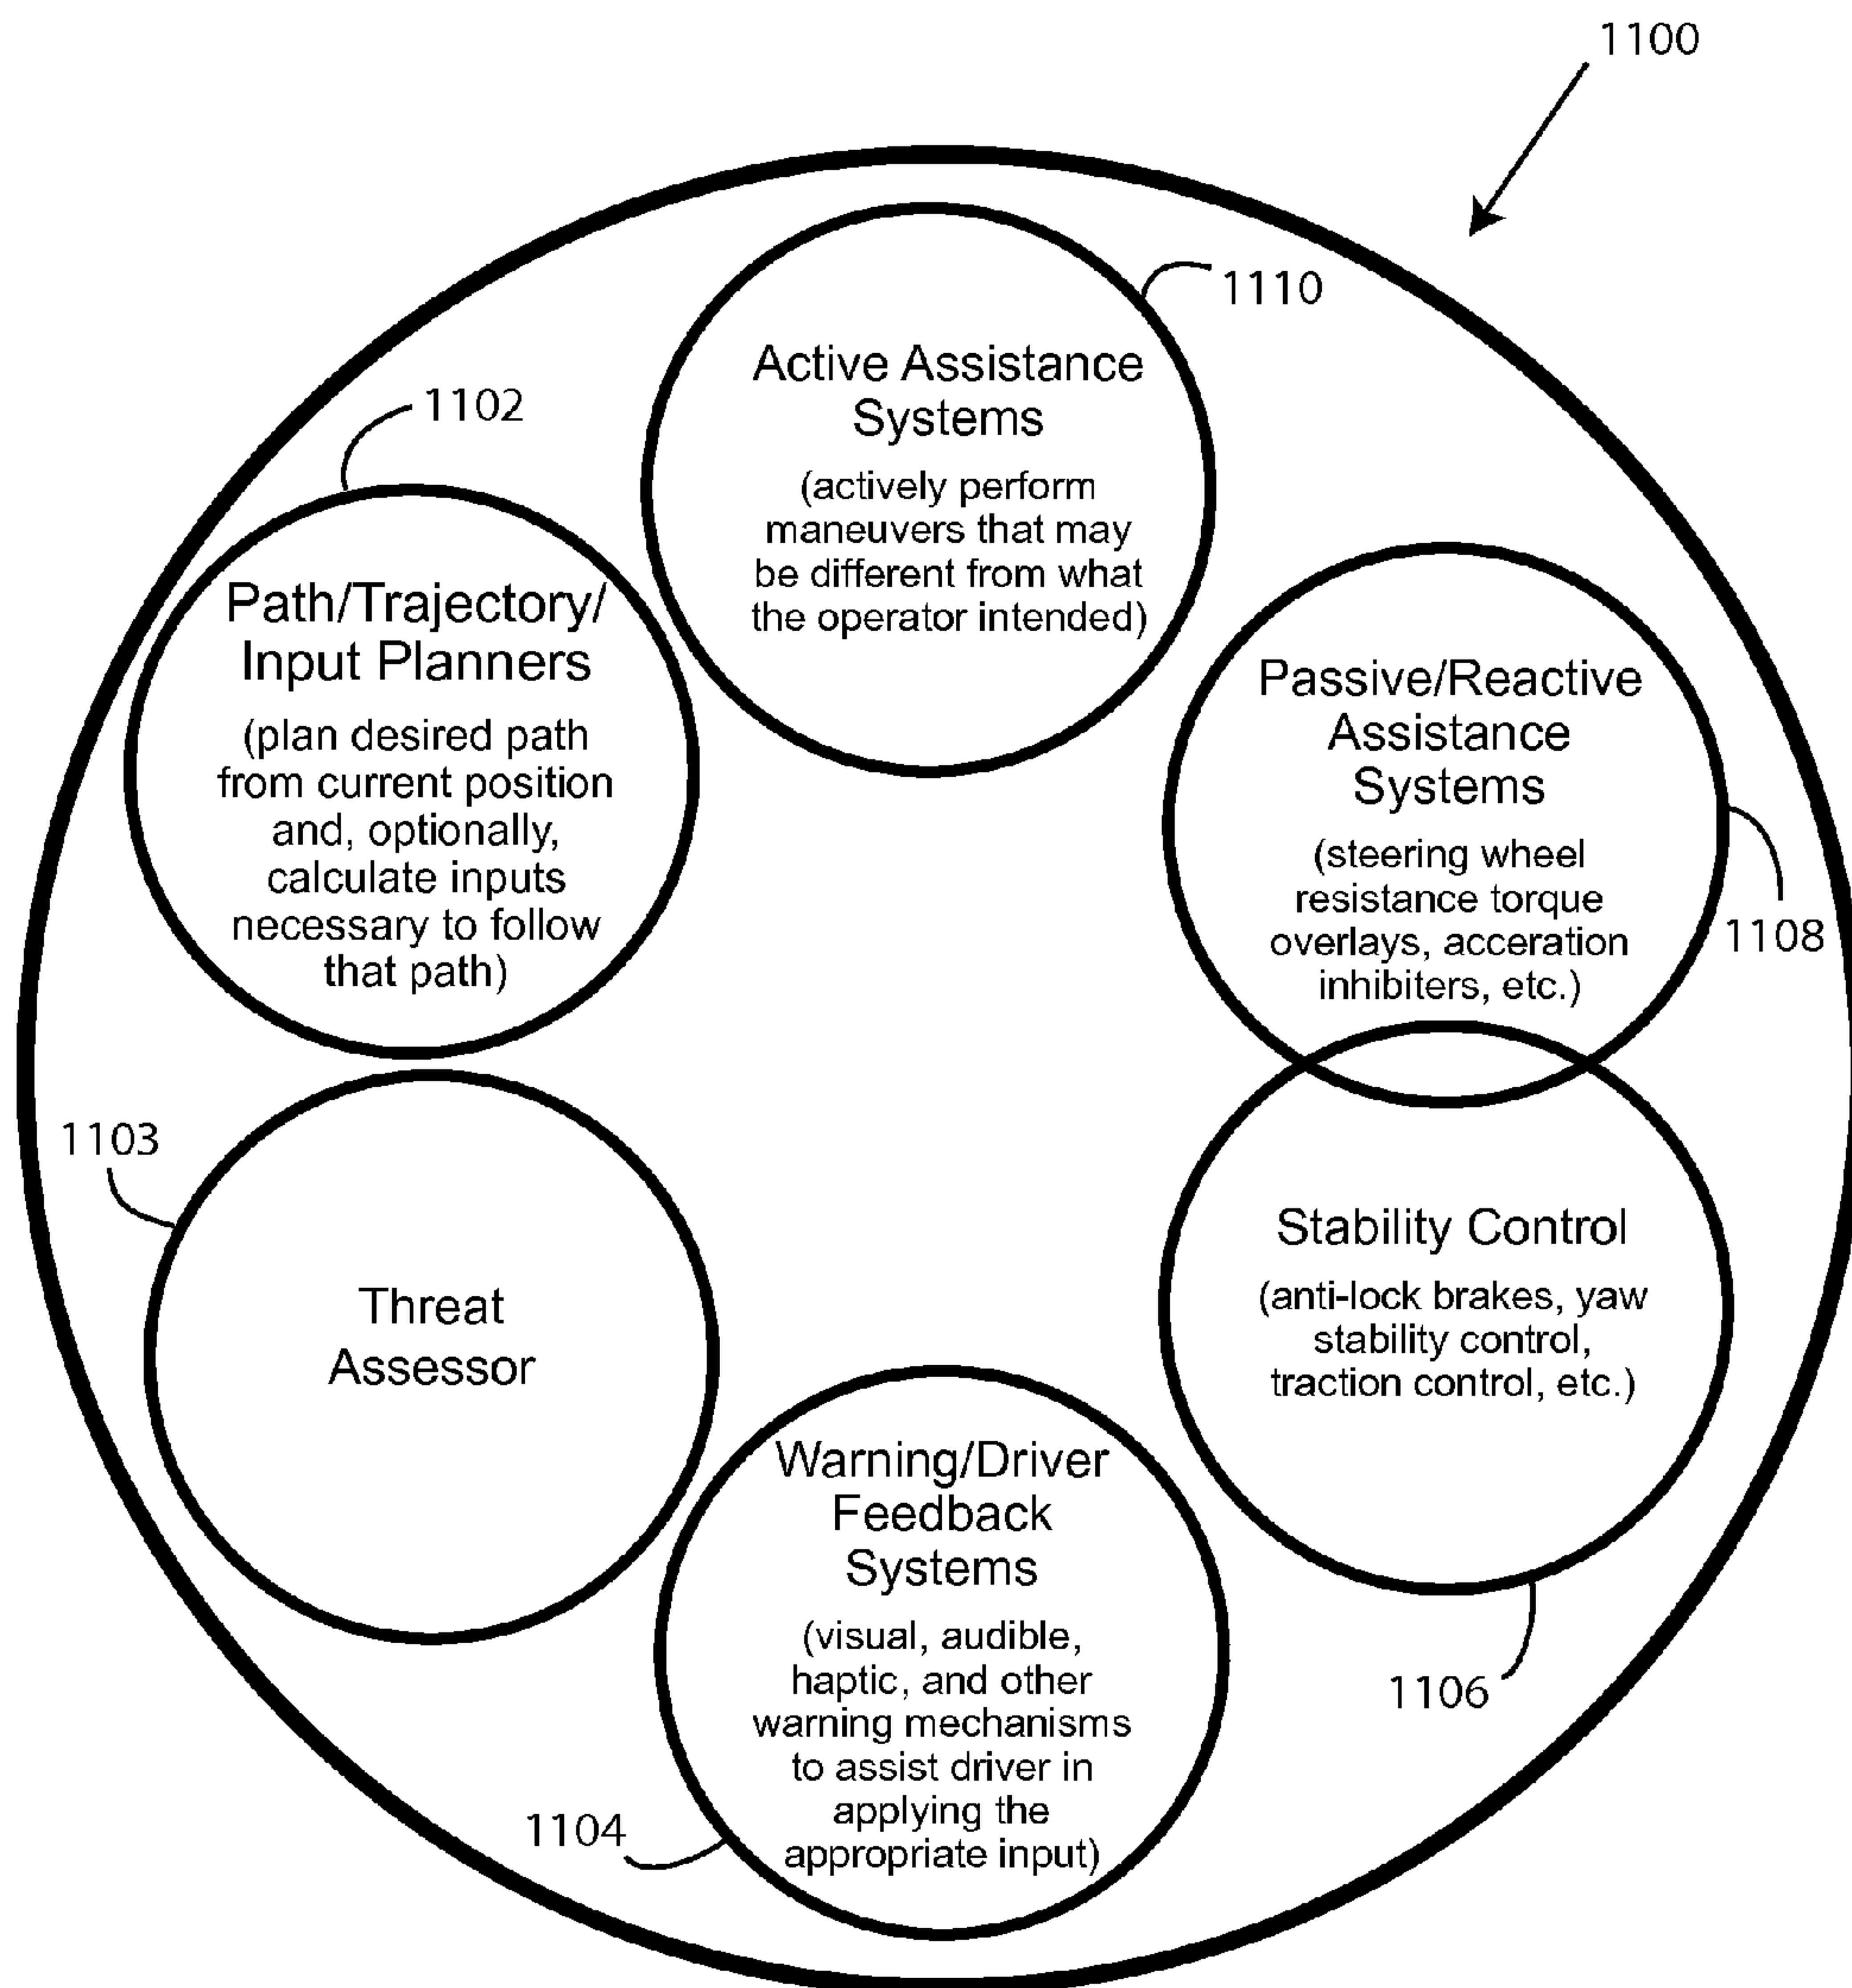 1100
1110
Active Assistance
Systems
(actively perform
maneuvers that may
be different from what
the operator intended)
1102
Path/Trajectory/
Input Planners
(plan desired path
from current position
and, optionally,
calculate inputs
necessary to follow
that path)
Passive/Reactive
Assistance
Systems
(steering wheel
resistance torque
overlays, acceration
inhibiters, etc.)
1108
1103
Threat
Assessor
Stability Control
(anti-lock brakes, yaw
stability control,
traction control, etc.)
1106
Warning/Driver
Feedback
Systems
(visual, audible,
haptic, and other
warning mechanisms
to assist driver in
applying the
appropriate input)
1104